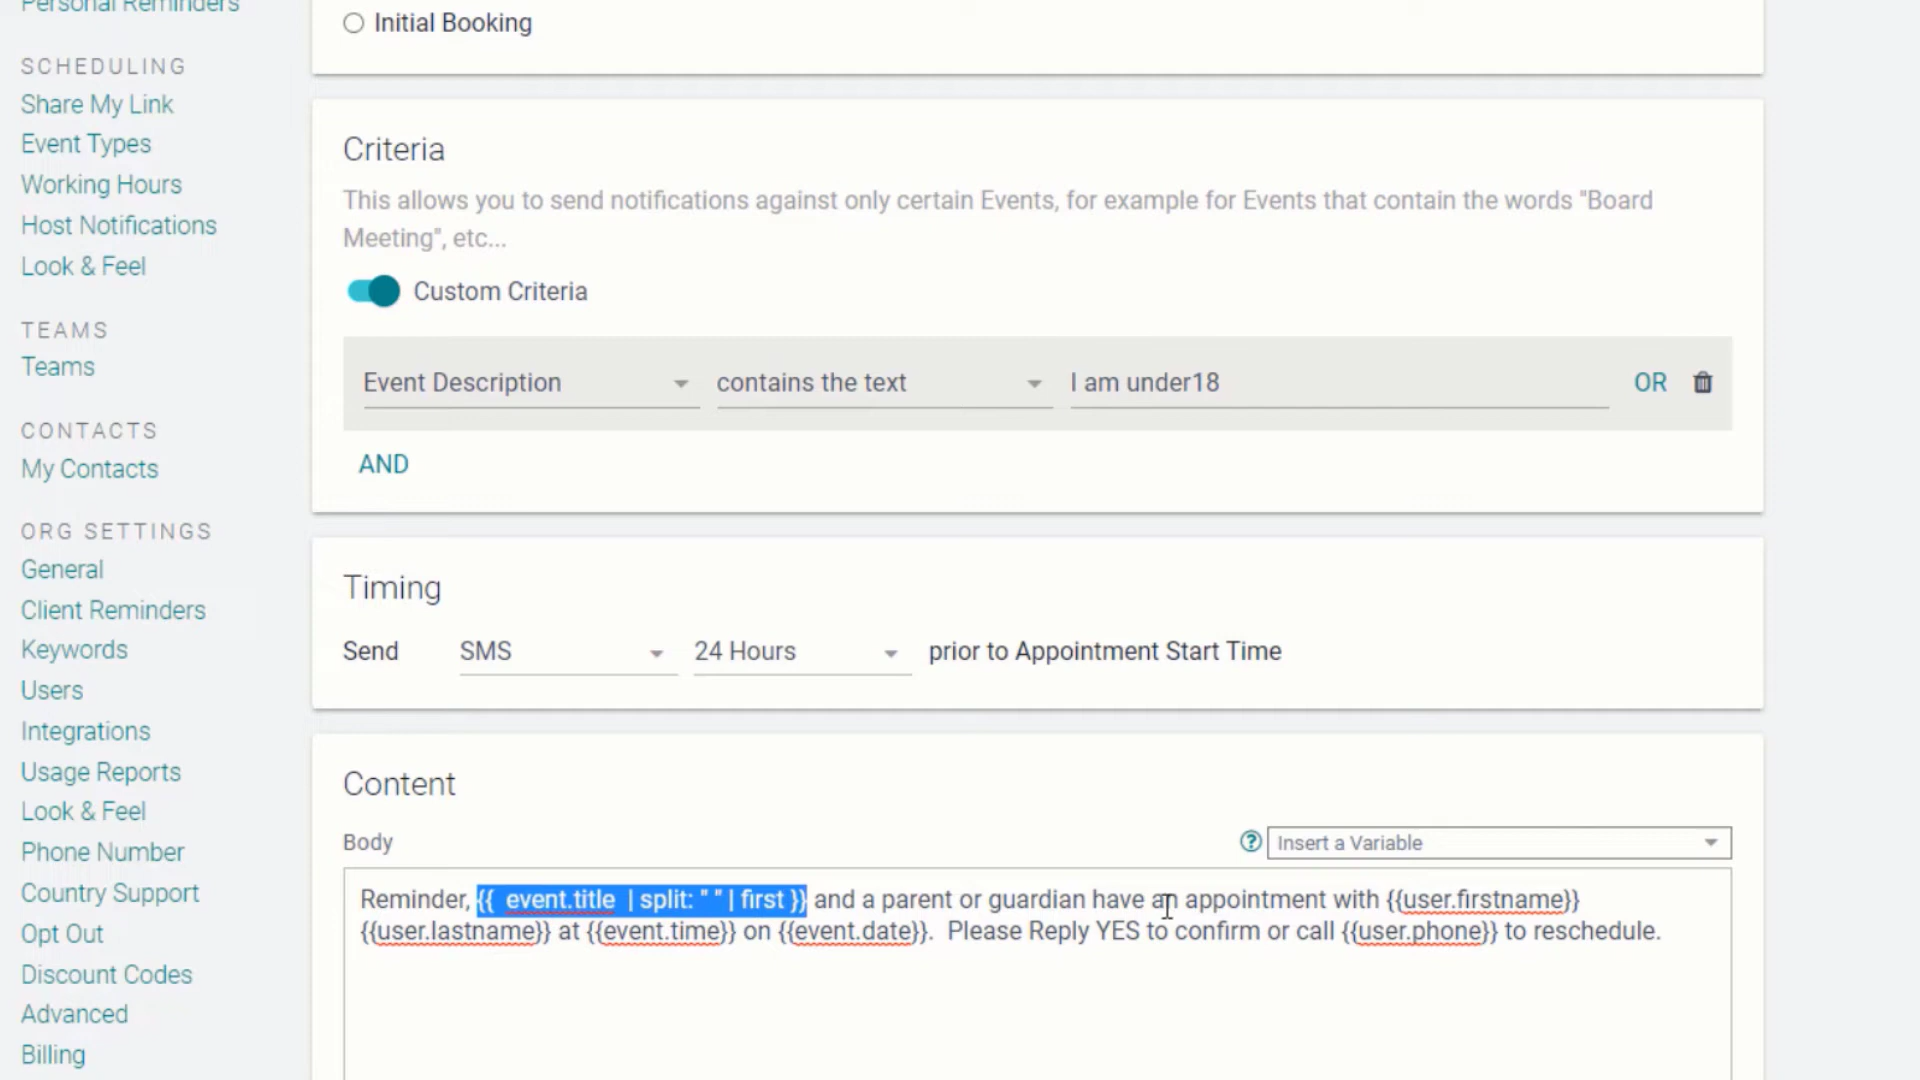 Personal Reminders
SCHEDULING
Share My Link
Event Types
Working Hours
Host Notifications
Look & Feel
TEAMS
Teams
CONTACTS
My Contacts
ORG SETTINGS
General
Client Reminders
Keywords
Users
Integrations
Usage Reports
Look & Feel
Phone Number
Country Support
Opt Out
Discount Codes
Advanced
Billing
Initial Booking
Criteria
This allows you to send notifications against only certain Events, for example for Events that contain the words "Board
Meeting", etc...
Custom Criteria
Event Description contains the text I am under18 OR
AND
Timing
Send SMS 24 Hours prior to Appointment Start Time
Content
Body ? Insert a Variable
Reminder, {{ event.title | split: " " | first }} and a parent or guardian have an appointment with {{user.firstname}}
{{user.lastname}} at {{event.time}} on {{event.date}}. Please Reply YES to confirm or call {{user.phone}} to reschedule.